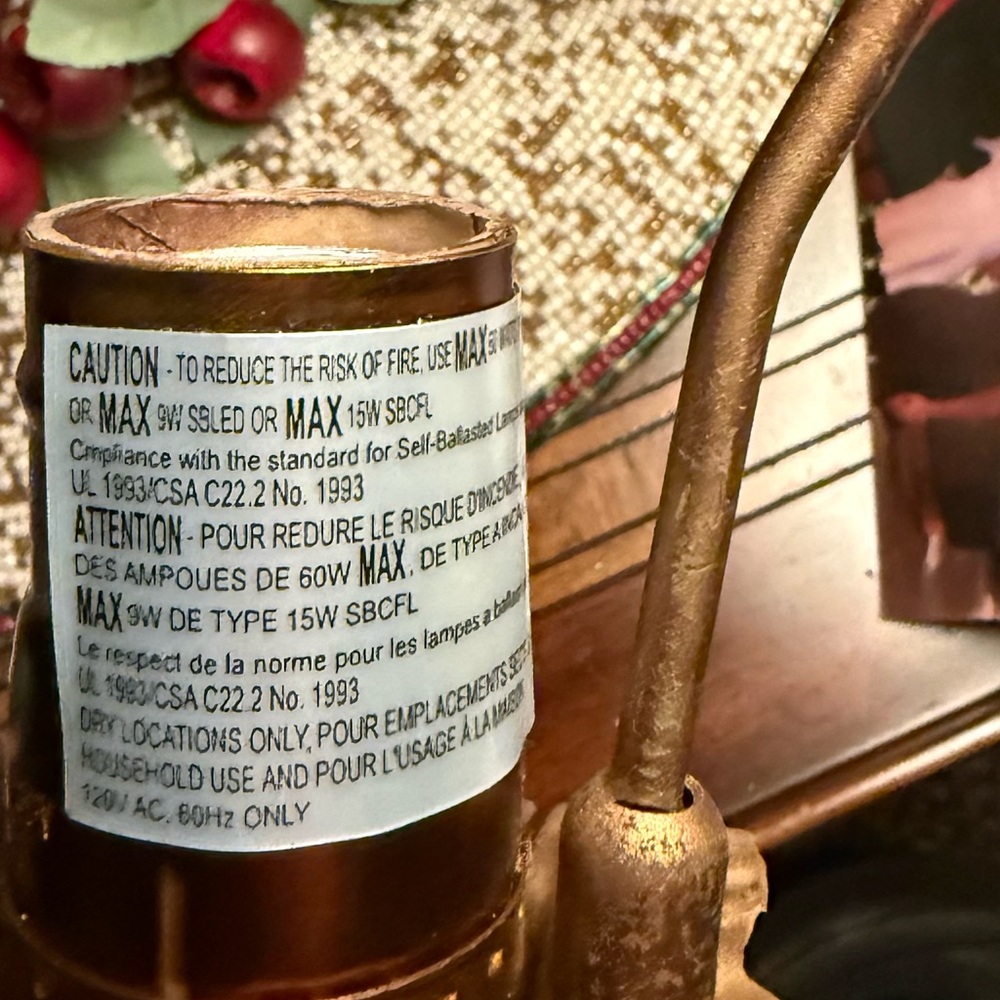 CAUTION - TO REDUCE THE RISK OF FIRE, USE MAX
OR MAX 9W SBLED OR MAX 15W SBCFL
Cmpliance with the standard for Self-Ballasted
UL 1993/CSA C22.2 No. 1993
ATTENTION - POUR REDURE LE RISQUE D'INCENDIE,
DES AMPOUES DE 60W MAX. DE TYPE
MAX 9W DE TYPE 15W SBCFL
Le respect de la norme pour les lampes a
UL 1993/CSA C22.2 No. 1993
DRY LOCATIONS ONLY, POUR EMPLACEMENTS
HOUSEHOLD USE AND POUR L'USAGE À LA MAISON
120V AC, 60Hz ONLY